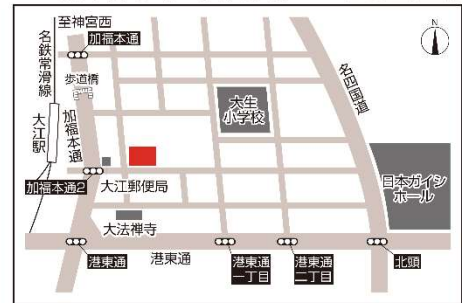 至神宮西
加福本通
N
名鉄常滑線
歩道橋
名四国道
大江駅
加福本通
大生
小学校
加福本通2
大江郵便局
日本ガイシ
ホール
大法禅寺
港東通
港東通
港東通
一丁目
港東通
二丁目
北頭